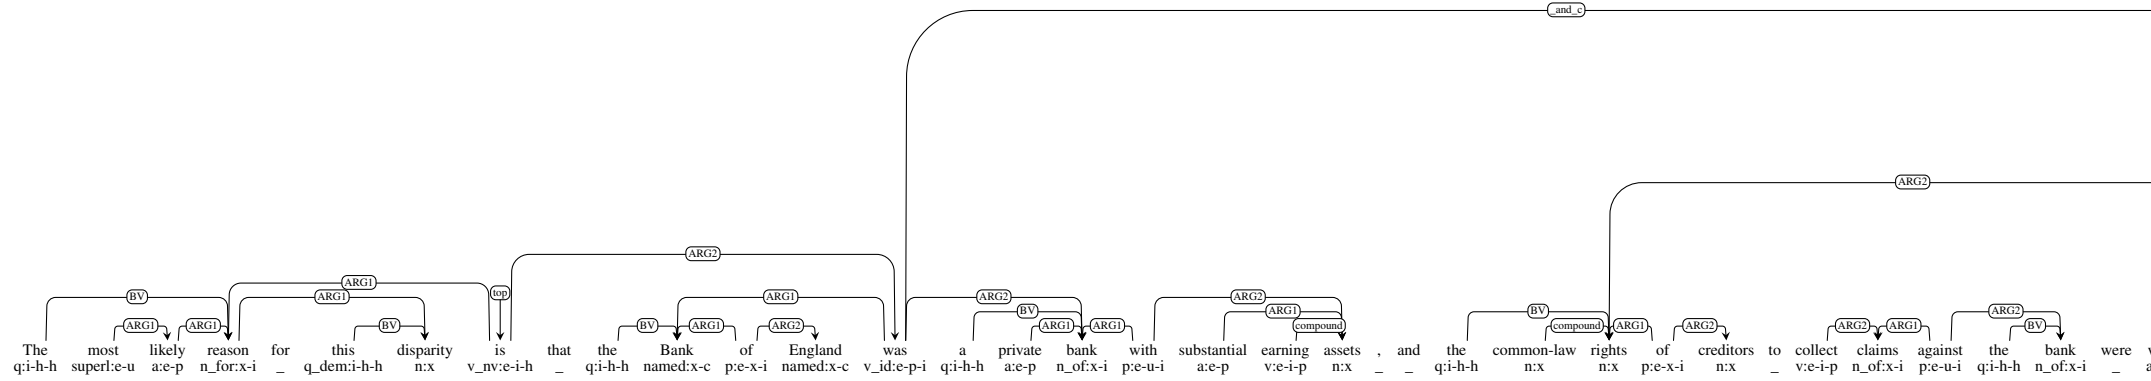 _and_c
ARG2
ARG2
ARG1 top
BV ARG1 ARG1 ARG2 ARG2
BV ARG1 BV ARG2
ARG1 ARG1 BV BV ARG1 ARG2 ARG1 ARG1 compound compound ARG1 ARG2 ARG2 ARG1 BV
The most likely reason for this disparity is that the Bank of England was a private bank with substantial earning assets , and the common-law rights of creditors to collect claims against the bank were
q:i-h-h superl:e-u a:e-p n_for:x-i _ q_dem:i-h-h n:x v_nv:e-i-h _ q:i-h-h named:x-c p:e-x-i named:x-c v_id:e-p-i q:i-h-h a:e-p n_of:x-i p:e-u-i a:e-p v:e-i-p n:x _ _ q:i-h-h n:x n:x p:e-x-i n:x _ v:e-i-p n_of:x-i p:e-u-i q:i-h-h n_of:x-i _